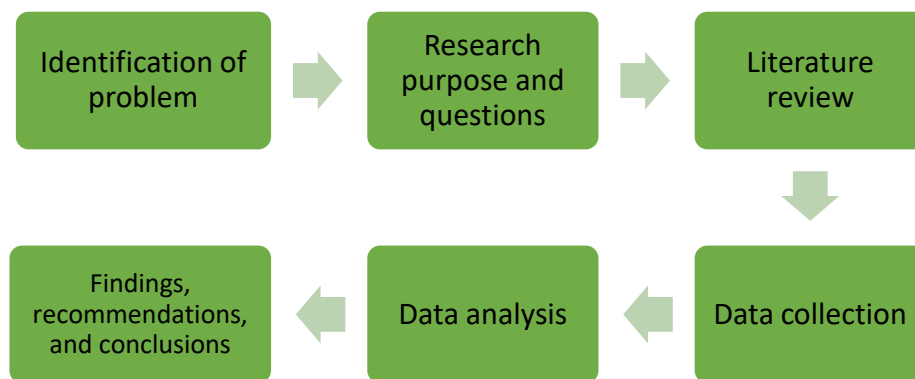 Identification of
problem
Research
purpose and
questions
Literature
review
Data collection
Data analysis
Findings,
recommendations,
and conclusions